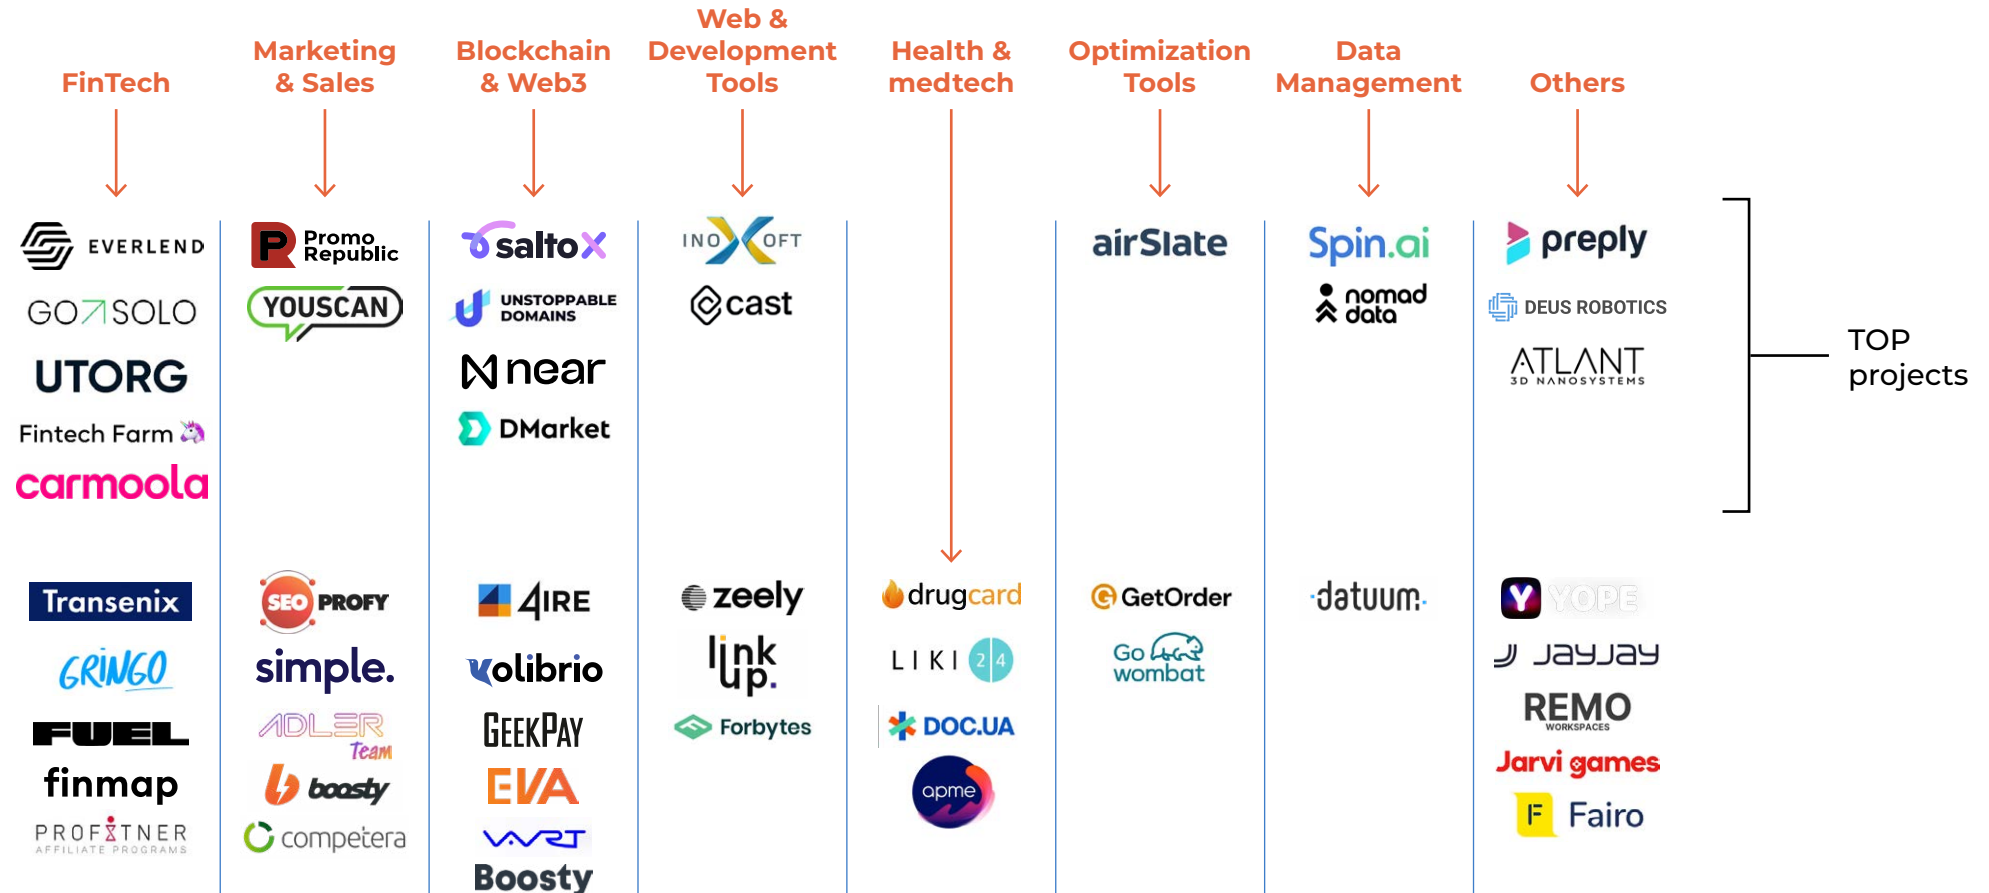 FinTech
Marketing
& Sales
Blockchain
& Web3
Web &
Development
Tools
Health &
medtech
Optimization
Tools
Data
Management
Others
EVERLEND
GO SOLO
UTORG
Fintech Farm
carmoola
Promo
Republic
YOUSCAN
salto X
UNSTOPPABLE
DOMAINS
near
DMarket
INOXOFT
cast
airSlate
Spin.ai
nomad
data
preply
DEUS ROBOTICS
ATLANT
3D NANOSYSTEMS
TOP
projects
Transenix
GRINGO
FUEL
finmap
PROFITNER
AFFILIATE PROGRAMS
SEO PROFY
simple.
ADLER
Team
boosty
competera
4IRE
Kolibrio
GEEKPAY
EVA
VART
Boosty
zeely
link
up.
Forbytes
drugcard
LIKI 24
DOC.UA
apme
GetOrder
Go
wombat
datuum
Y YOPE
JAYJAY
REMO
WORKSPACES
Jarvi games
F Fairo